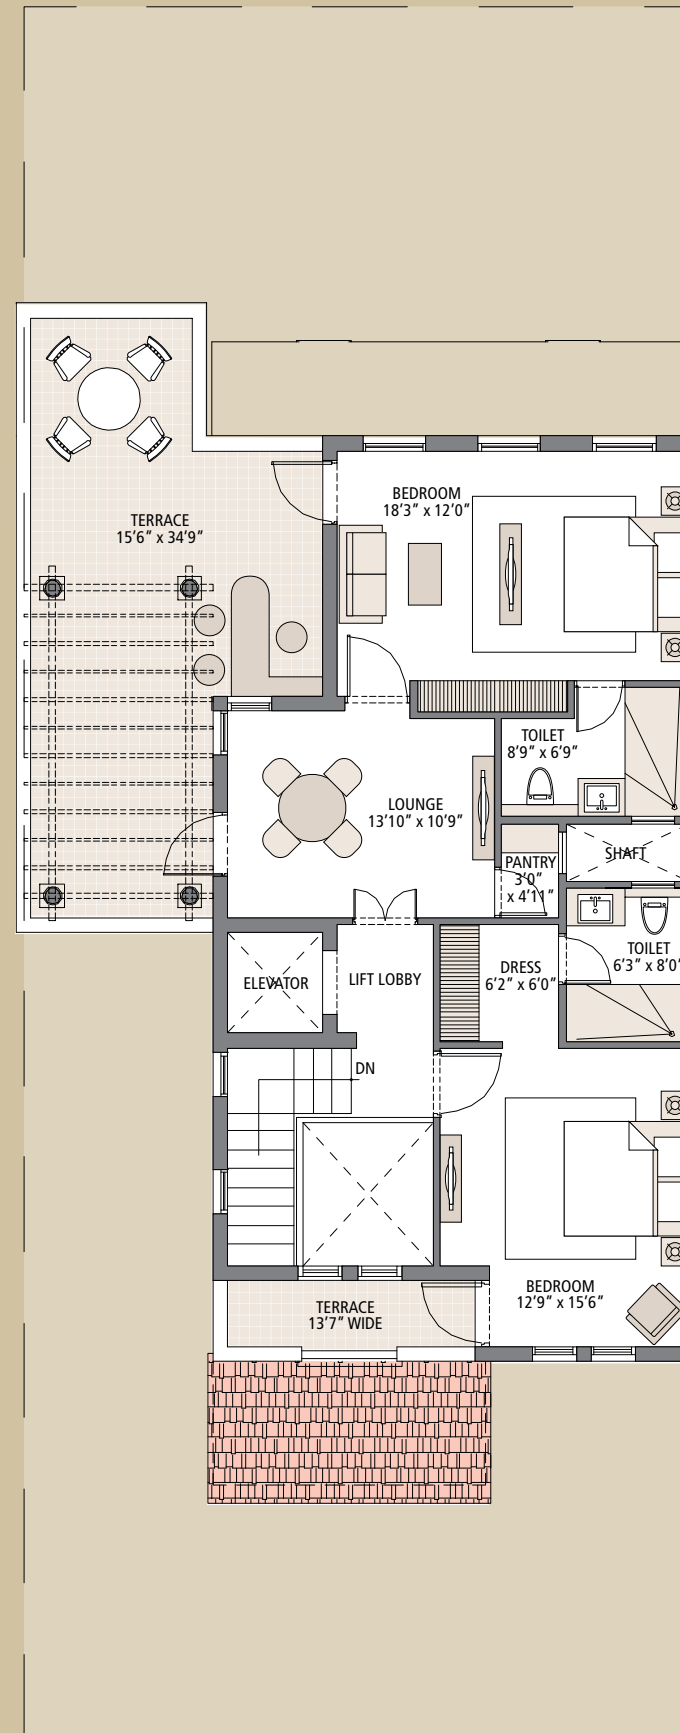 BEDROOM
18'3" x 12'0"
TERRACE
15'6" x 34'9"
TOILET
8'9" x 6'9"
LOUNGE
13'10" x 10'9"
PANTRY
3'0"
x 4'11"
SHAFT
TOILET
6'3" x 8'0"
DRESS
6'2" x 6'0"
ELEVATOR
LIFT LOBBY
DN
BEDROOM
12'9" x 15'6"
TERRACE
13'7" WIDE